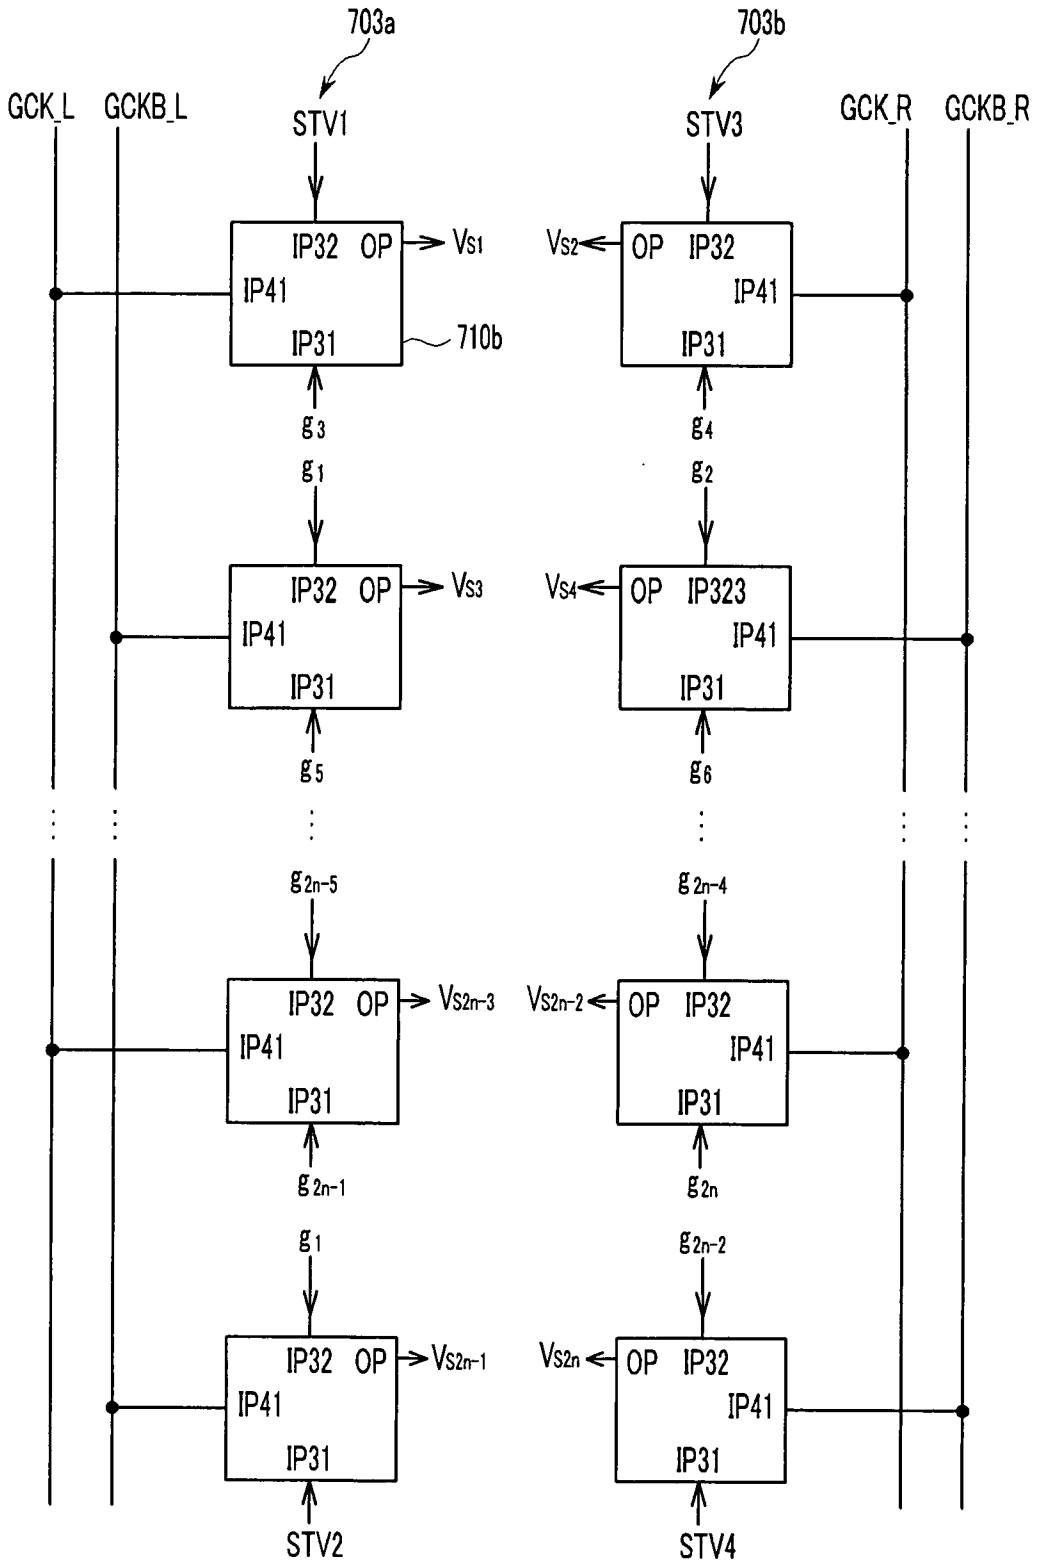 703a 703b
GCK_L GCKB_L STV1 STV3 GCK_R GCKB_R
IP32 OP VS1 VS2 OP IP32
IP41 IP41
IP31 710b IP31
g3 g4
g1 g2
IP32 OP VS3 VS4 OP IP323
IP41 IP41
IP31 IP31
g5 g6
g2n-5 g2n-4
IP32 OP VS2n-3 VS2n-2 OP IP32
IP41 IP41
IP31 IP31
g2n-1 g2n
g1 g2n-2
IP32 OP VS2n-1 VS2n OP IP32
IP41 IP41
IP31 IP31
STV2 STV4